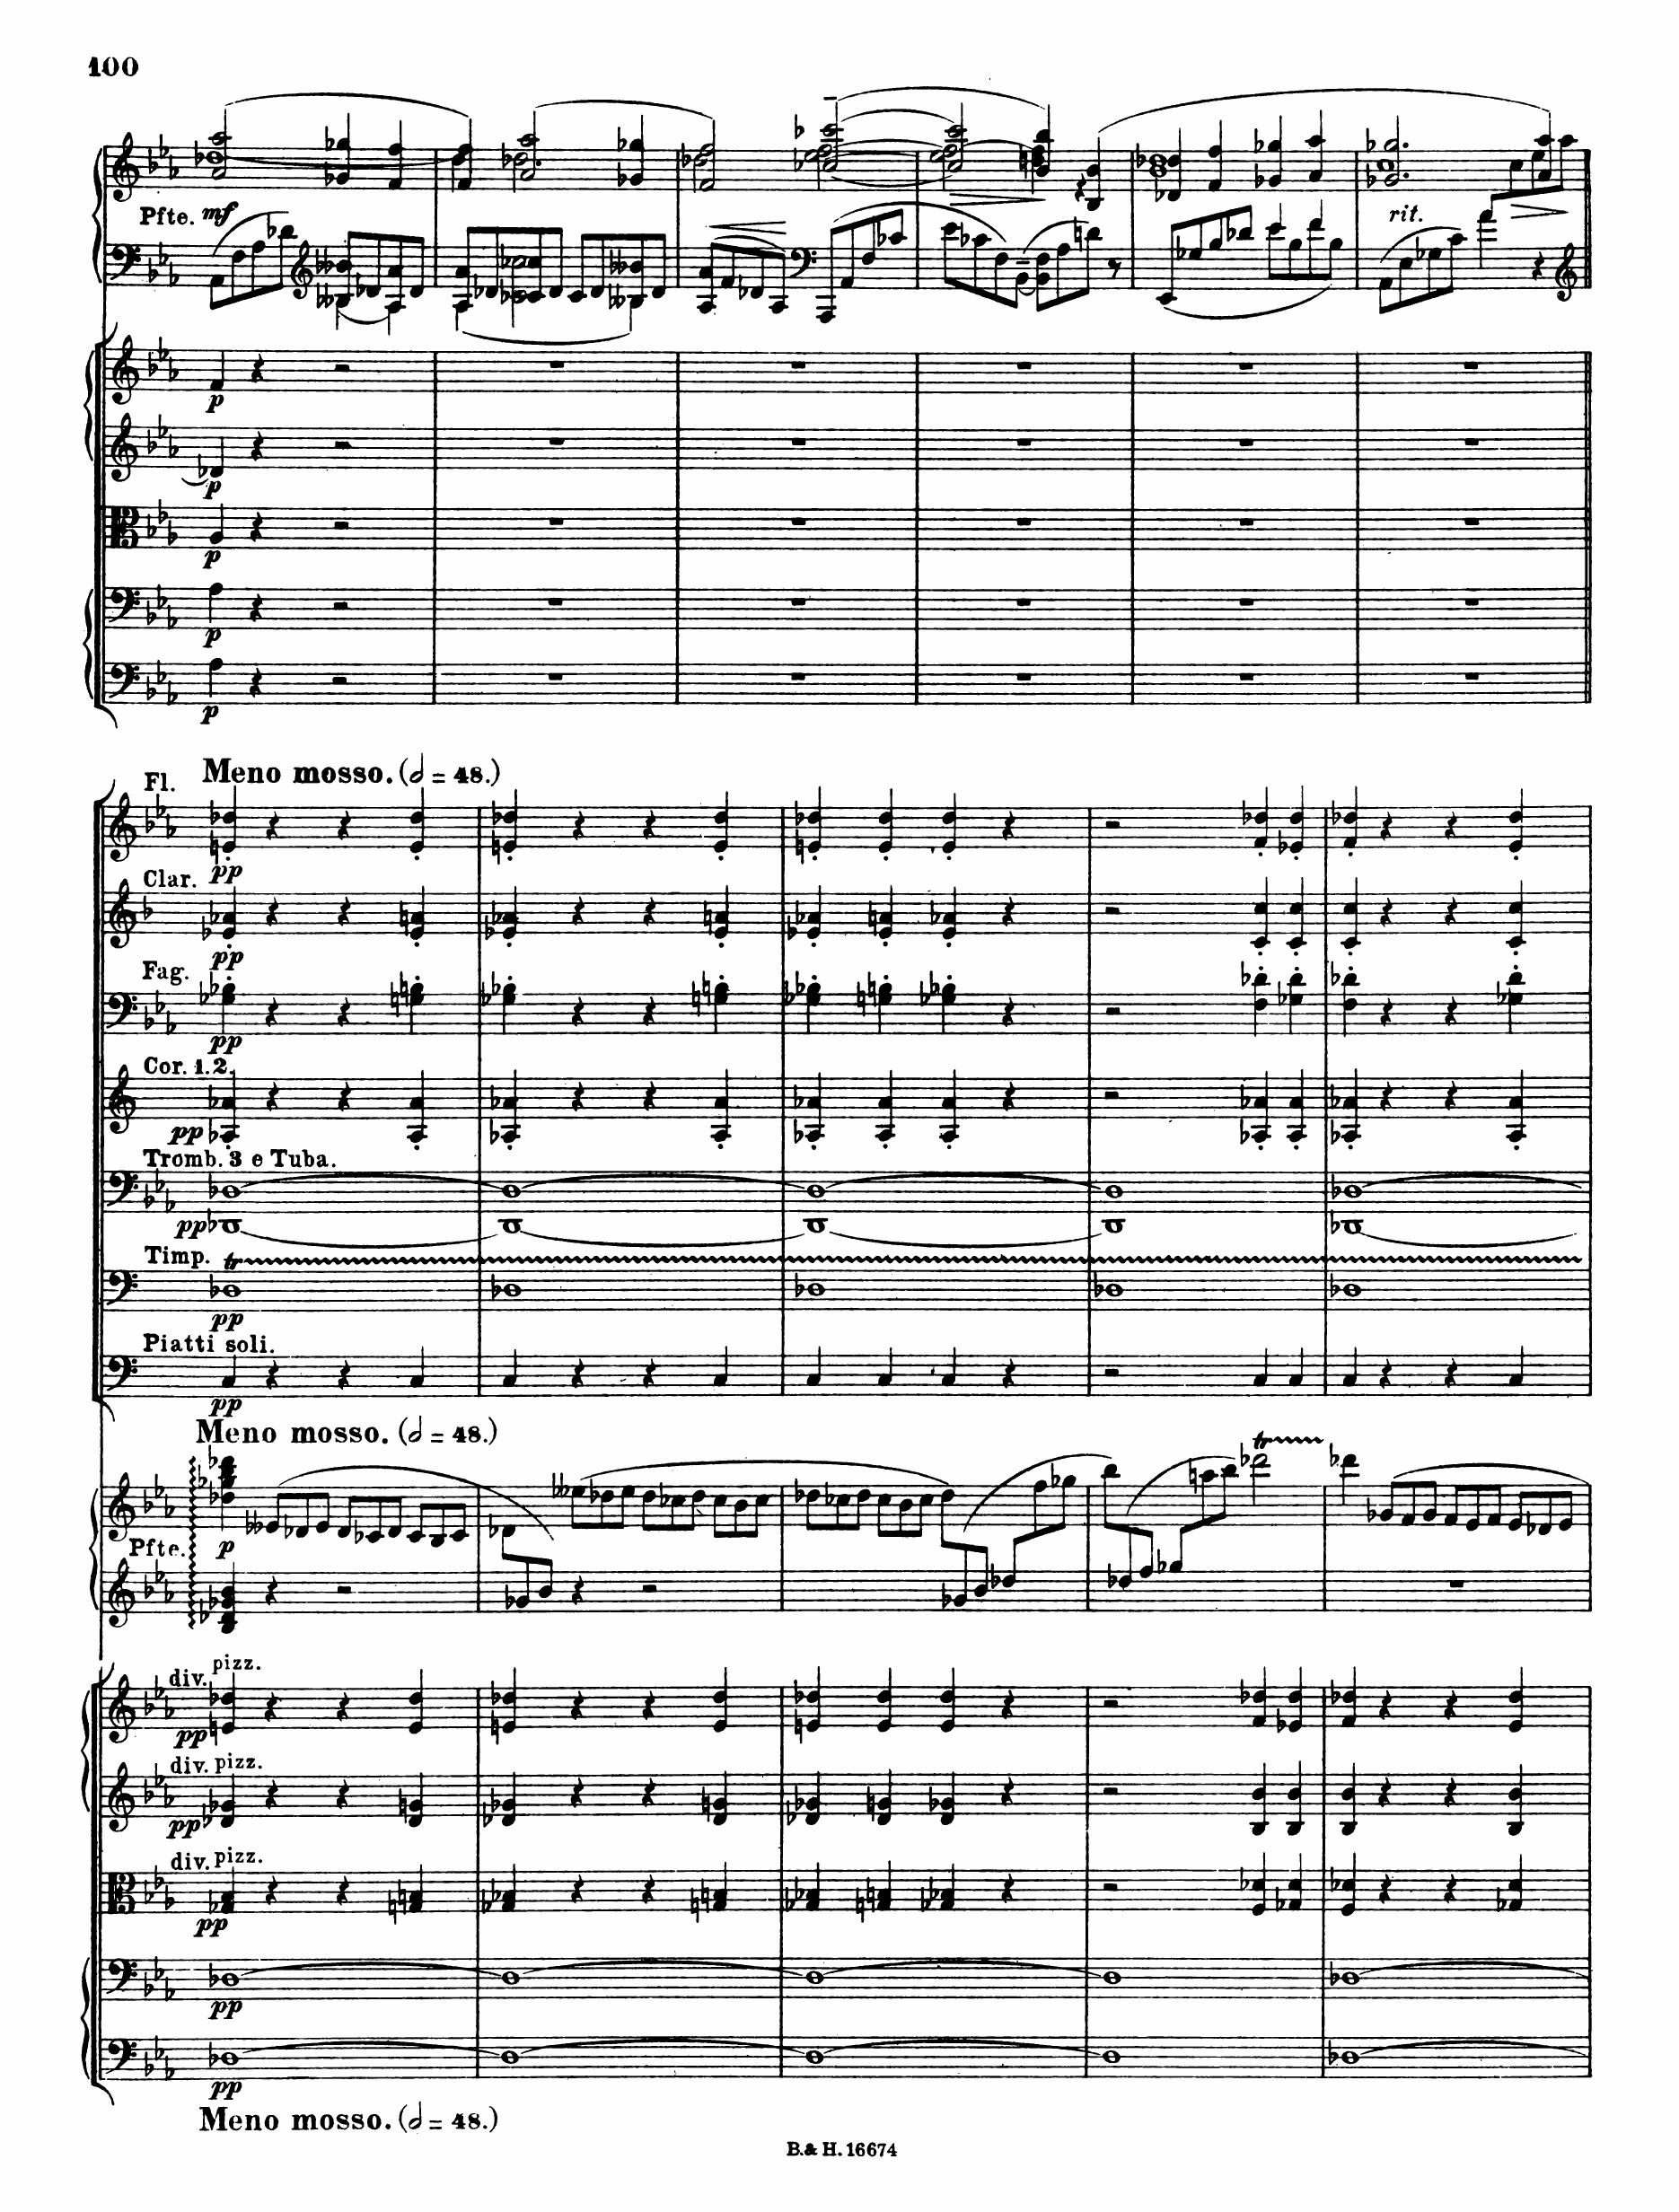 100
Pfte. mf
rit.
p
p
p
p
p
Meno mosso. (𝅗𝅥 = 48.)
Fl.
pp
Clar.
pp
Fag.
pp
Cor. 1. 2.
pp
Tromb. 3 e Tuba.
pp
Timp. tr
pp
Piatti soli.
pp
Meno mosso. (𝅗𝅥 = 48.)
tr
Pfte. p
div. pizz.
pp
div. pizz.
pp
div. pizz.
pp
pp
pp
Meno mosso. (𝅗𝅥 = 48.)
B. & H. 16674